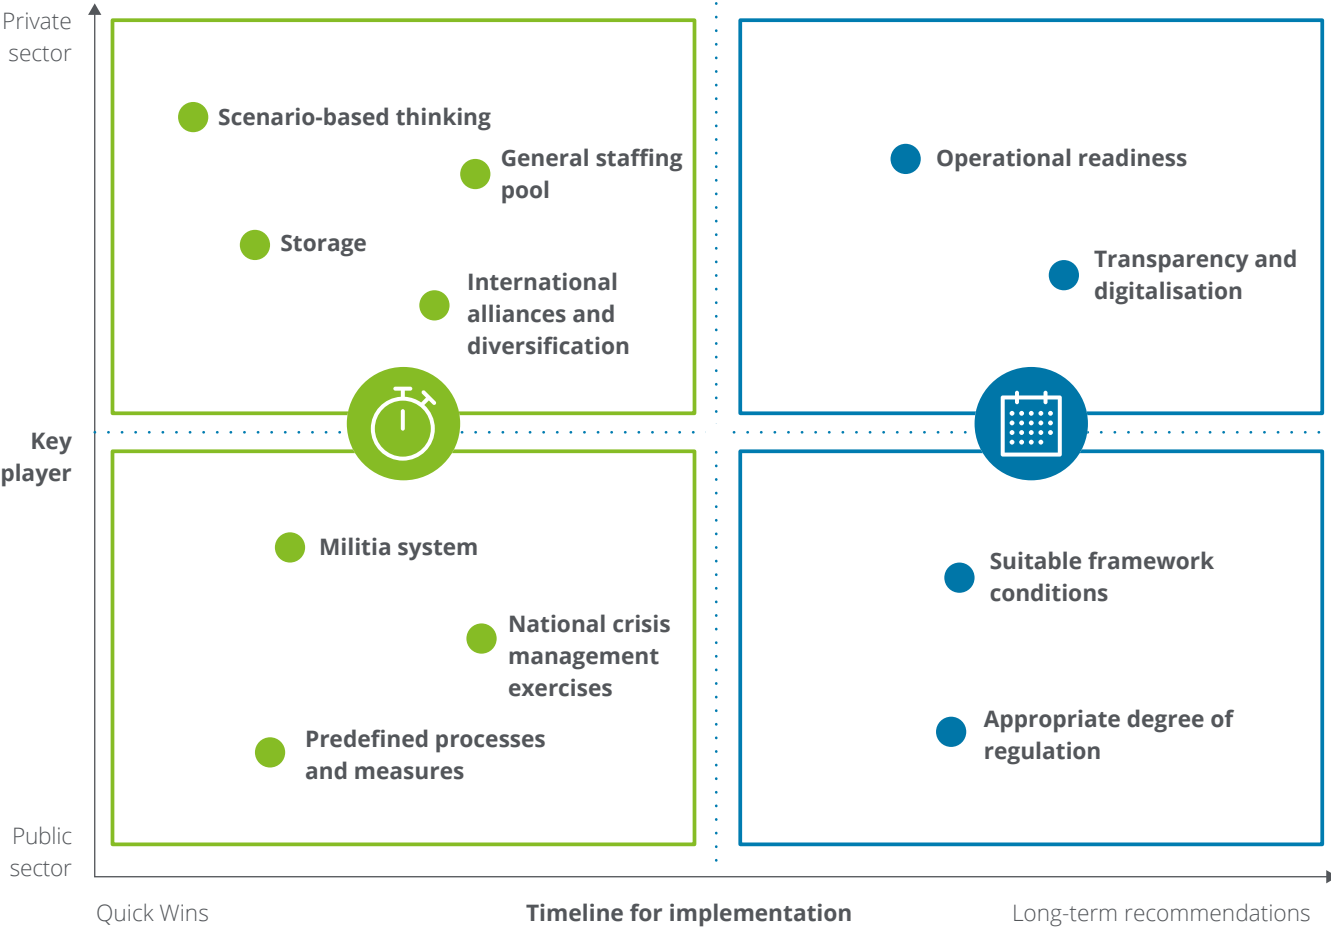 Private
sector
Scenario-based thinking
General staffing
pool
Storage
International
alliances and
diversification
Operational readiness
Transparency and
digitalisation
Key
player
Militia system
National crisis
management
exercises
Predefined processes
and measures
Suitable framework
conditions
Appropriate degree of
regulation
Public
sector
Quick Wins
Timeline for implementation
Long-term recommendations